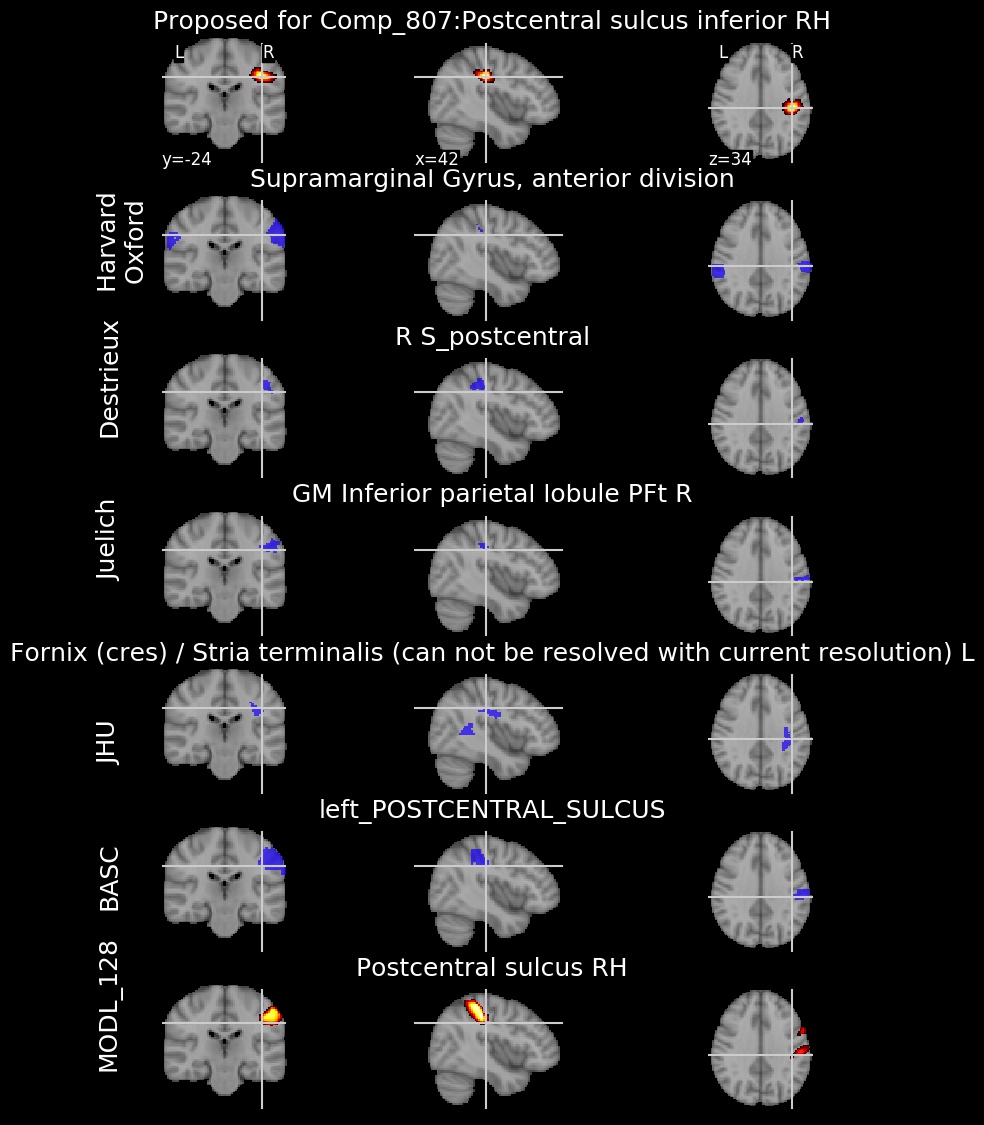 Proposed for Comp_807:Postcentral sulcus inferior RH
L R L R
y=-24 x=42 z=34
Supramarginal Gyrus, anterior division
Harvard
Oxford
R S_postcentral
Destrieux
GM Inferior parietal lobule PFt R
Juelich
Fornix (cres) / Stria terminalis (can not be resolved with current resolution) L
JHU
left_POSTCENTRAL_SULCUS
BASC
Postcentral sulcus RH
MODL_128